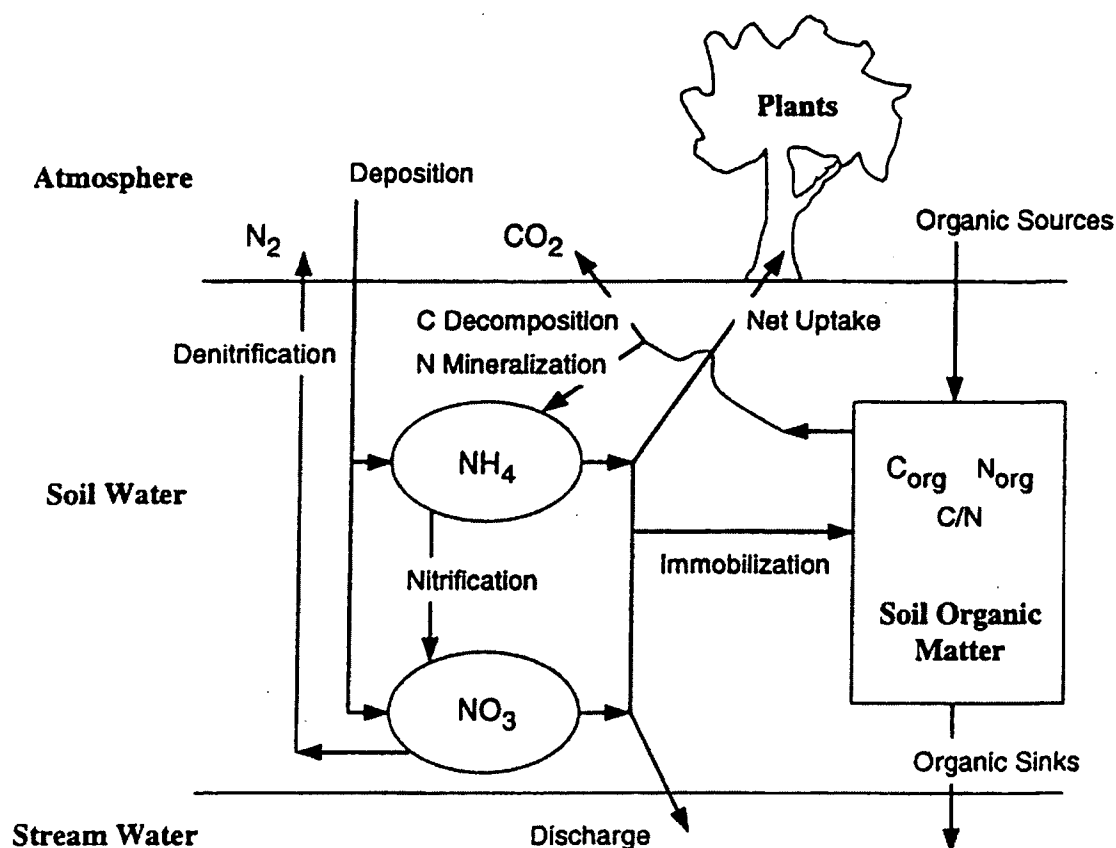 Plants
Atmosphere
Deposition
Organic Sources
N2
CO2
C Decomposition
Net Uptake
Denitrification
N Mineralization
NH4
Corg Norg
C/N
Soil Water
Immobilization
Nitrification
Soil Organic
Matter
NO3
Organic Sinks
Stream Water
Discharge